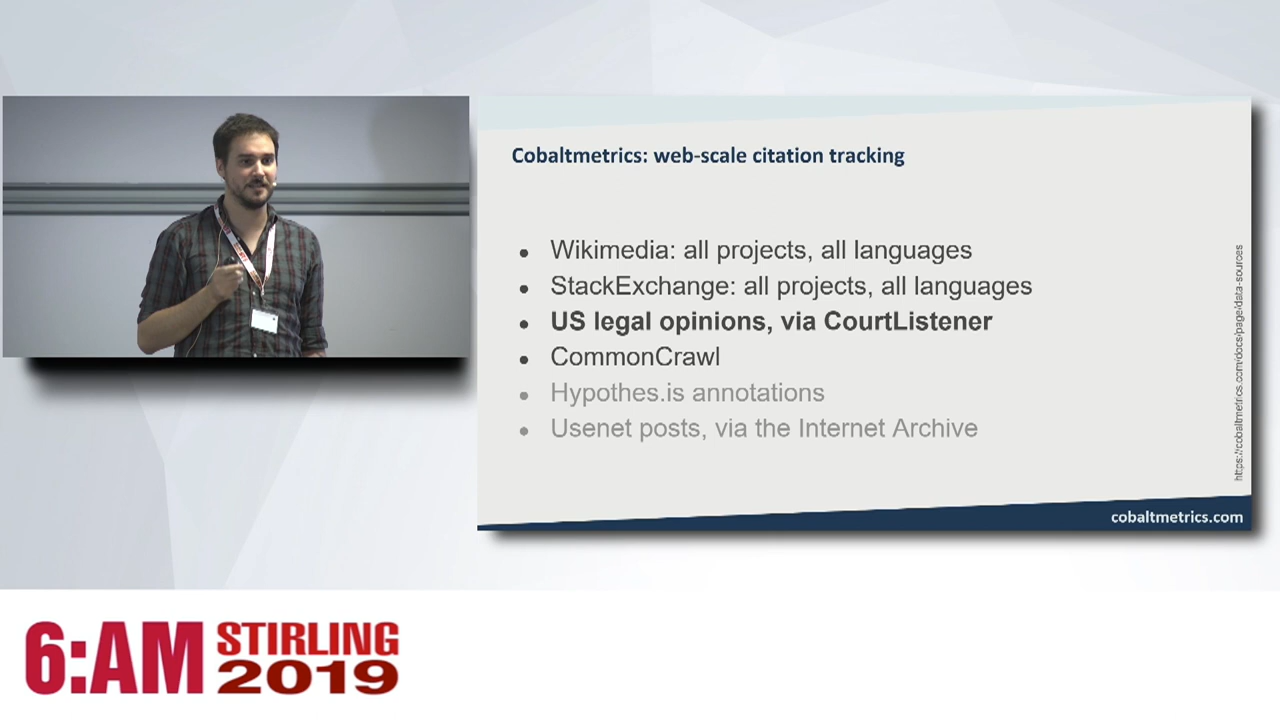 Cobaltmetrics: web-scale citation tracking
• Wikimedia: all projects, all languages
• StackExchange: all projects, all languages
• US legal opinions, via CourtListener
• CommonCrawl
• Hypothes.is annotations
• Usenet posts, via the Internet Archive
https://cobaltmetrics.com/docs/page/data-sources
cobaltmetrics.com
6:AM STIRLING
2019